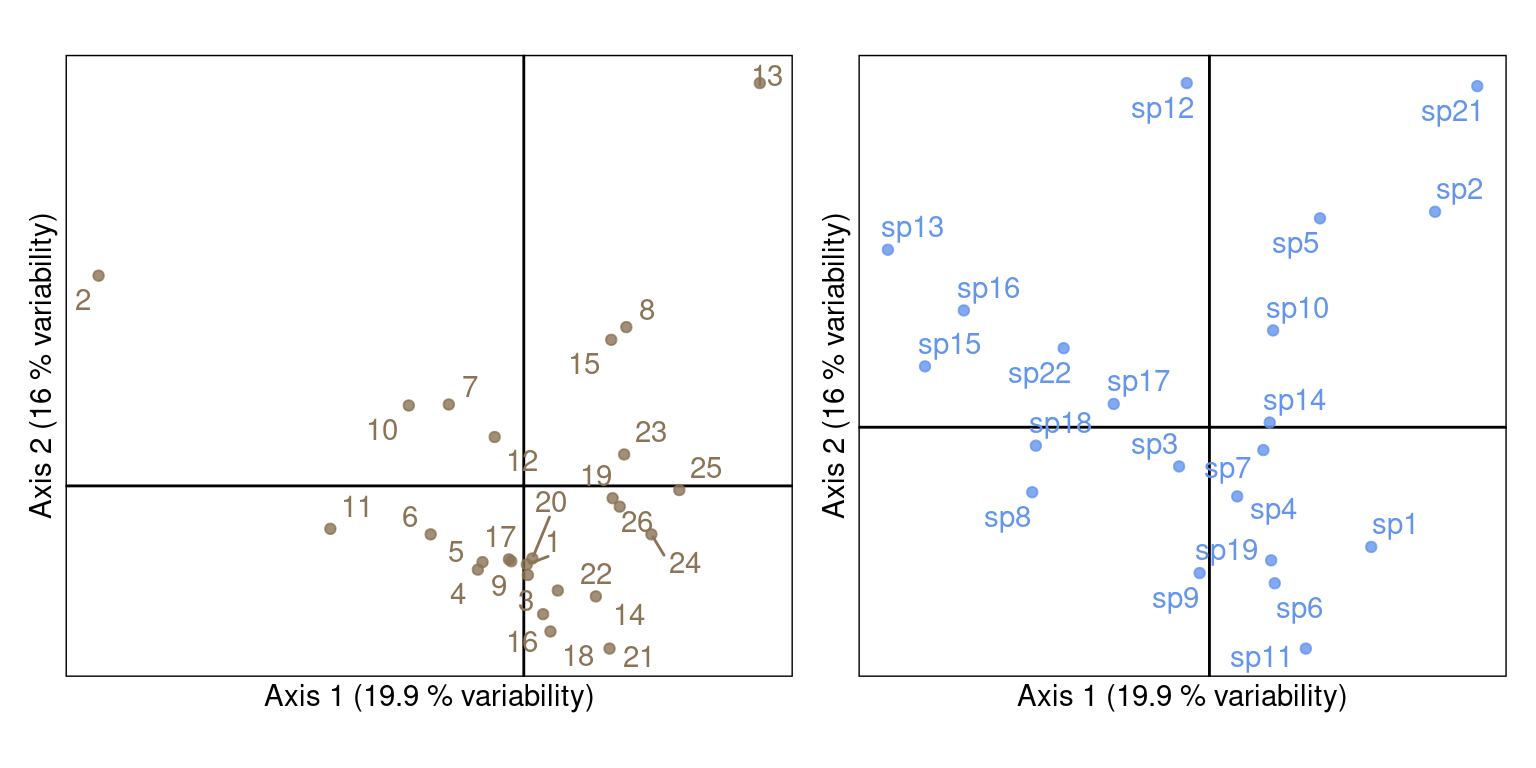 13
2
8
15
7
10
23
12
25
19
11
20
6
26
17
1
5
24
9
22
4
3
14
16
18
21
Axis 2 (16 % variability)
Axis 1 (19.9 % variability)
sp12
sp21
sp2
sp13
sp5
sp16
sp10
sp15
sp22
sp17
sp14
sp18
sp3
sp7
sp4
sp8
sp1
sp19
sp9
sp6
sp11
Axis 2 (16 % variability)
Axis 1 (19.9 % variability)